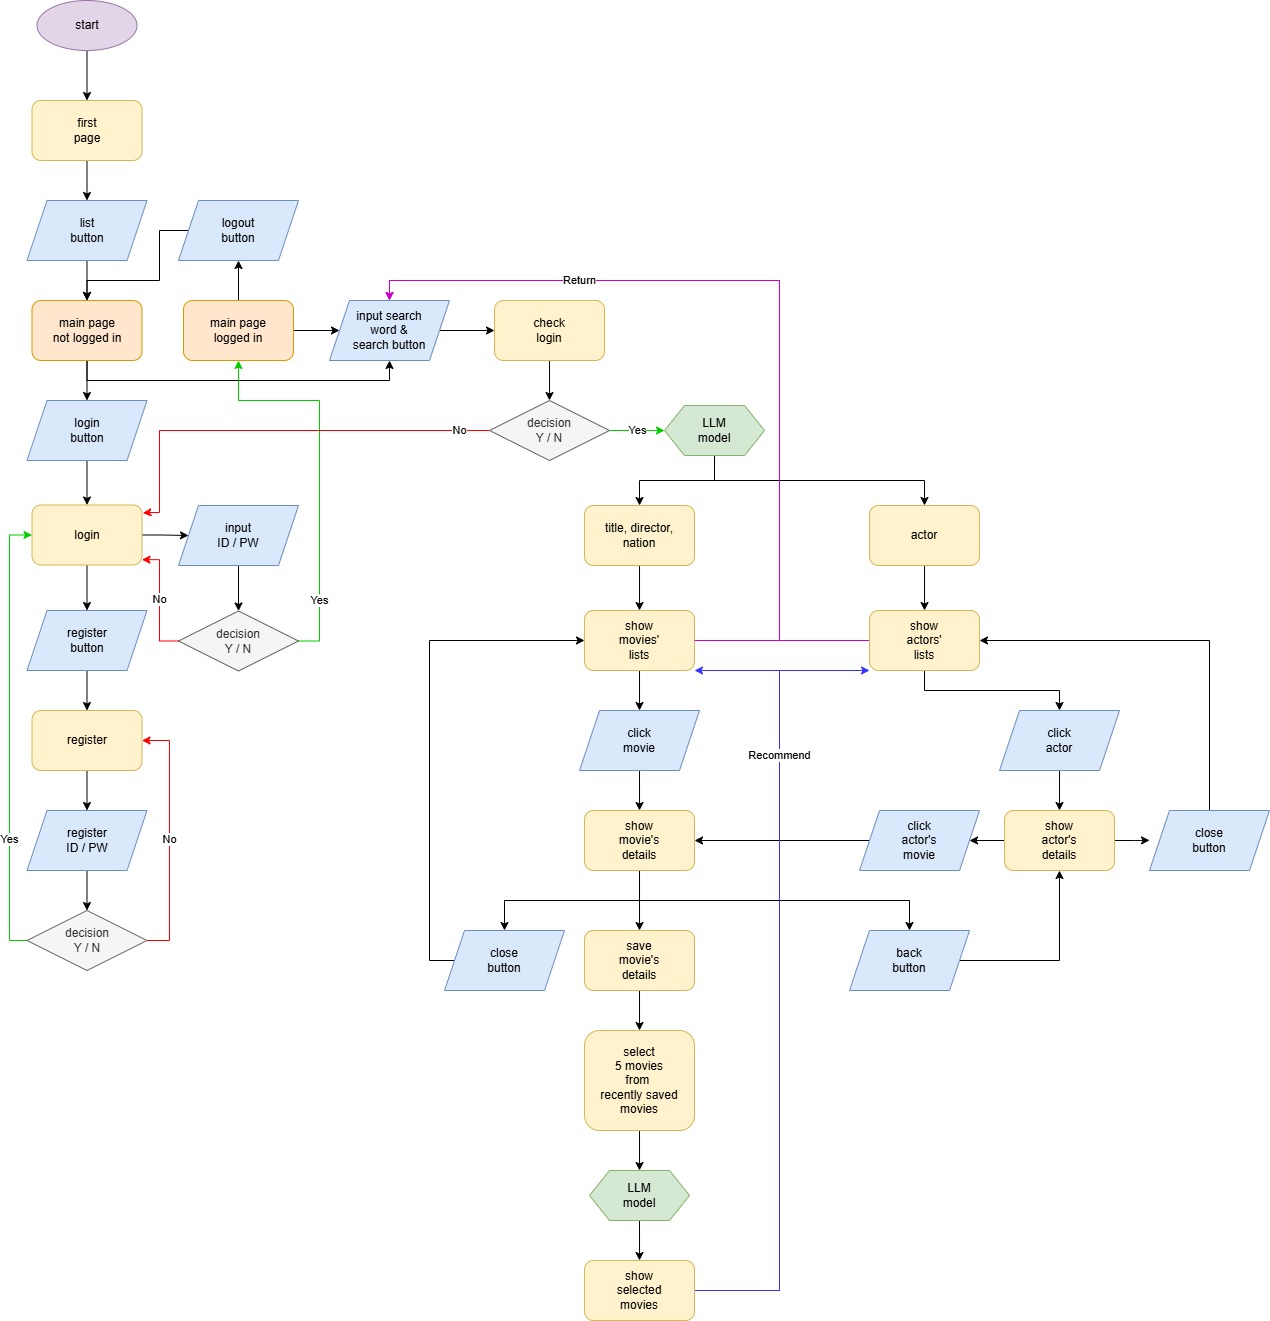 start
first
page
list
button
logout
button
Return
main page
not logged in
main page
logged in
input search
word &
search button
check
login
login
button
No
decision
Y / N
Yes
LLM
model
login
input
ID / PW
title, director,
nation
actor
No
Yes
register
button
decision
Y / N
show
movies'
lists
show
actors'
lists
register
click
movie
Recommend
click
actor
Yes
register
ID / PW
No
show
movie's
details
click
actor's
movie
show
actor's
details
close
button
decision
Y / N
close
button
save
movie's
details
back
button
select
5 movies
from
recently saved
movies
LLM
model
show
selected
movies